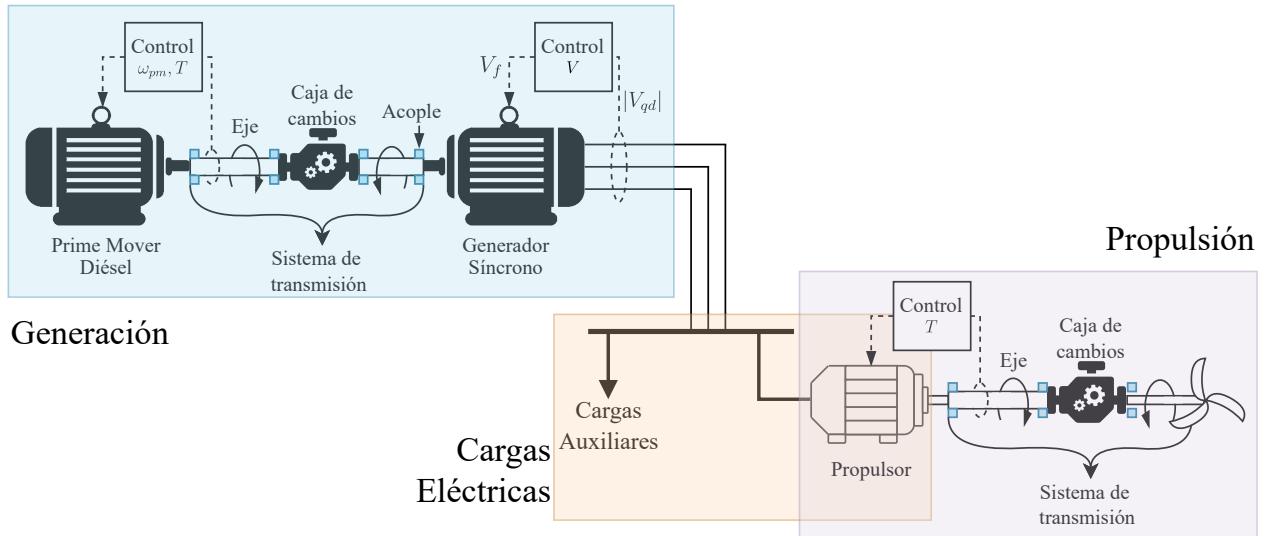 Control
ω_pm, T
Caja de
cambios
Eje
Acople
Prime Mover
Diésel
Sistema de
transmisión
Control
V
V_f
|V_qd|
Generador
Síncrono
Generación
Propulsión
Control
T
Caja de
cambios
Eje
Propulsor
Sistema de
transmisión
Cargas
Auxiliares
Cargas
Eléctricas